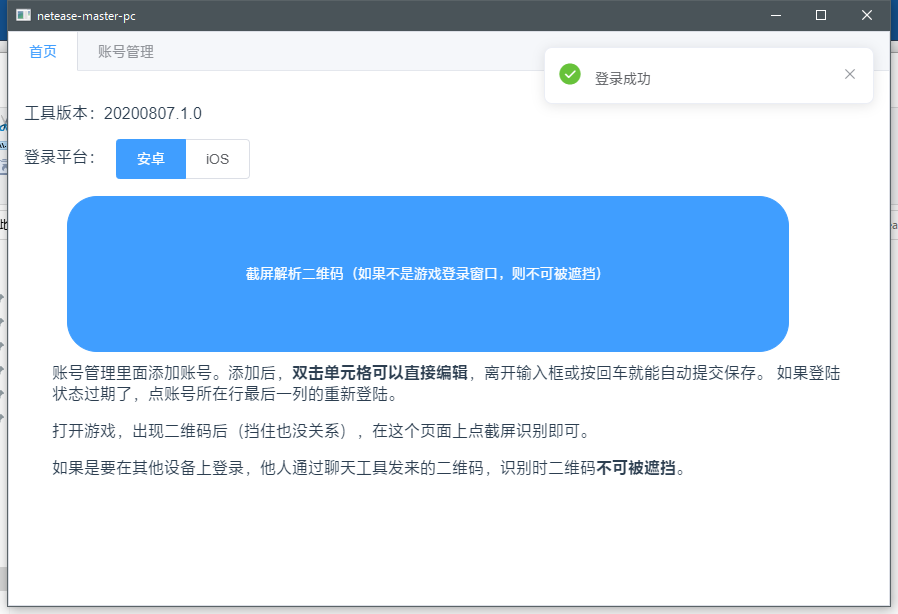 netease-master-pc
首页 账号管理
登录成功
工具版本：20200807.1.0
登录平台： 安卓 iOS
截屏解析二维码（如果不是游戏登录窗口，则不可被遮挡）
账号管理里面添加账号。添加后，双击单元格可以直接编辑，离开输入框或按回车就能自动提交保存。 如果登陆
状态过期了，点账号所在行最后一列的重新登陆。
打开游戏，出现二维码后（挡住也没关系），在这个页面上点截屏识别即可。
如果是要在其他设备上登录，他人通过聊天工具发来的二维码，识别时二维码不可被遮挡。